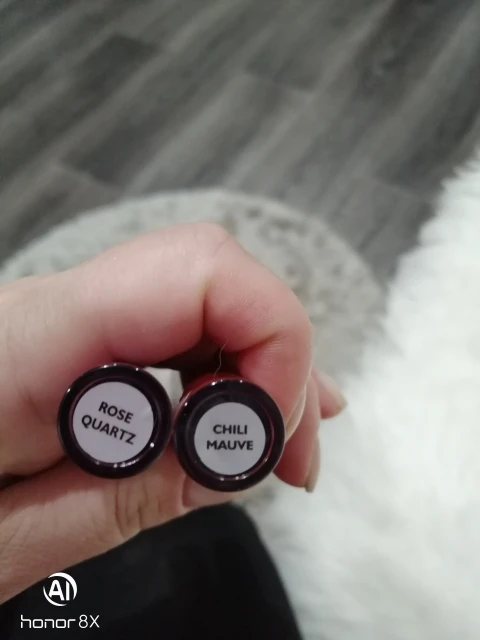 ROSE
QUARTZ
CHILI
MAUVE
AI
honor 8X